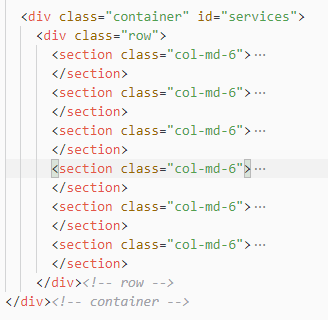 <div class="container" id="services">
<div class="row">
<section class="col-md-6">···
</section>
<section class="col-md-6">···
</section>
<section class="col-md-6">···
</section>
<section class="col-md-6">···
</section>
<section class="col-md-6">···
</section>
<section class="col-md-6">···
</section>
</div><!-- row -->
</div><!-- container -->